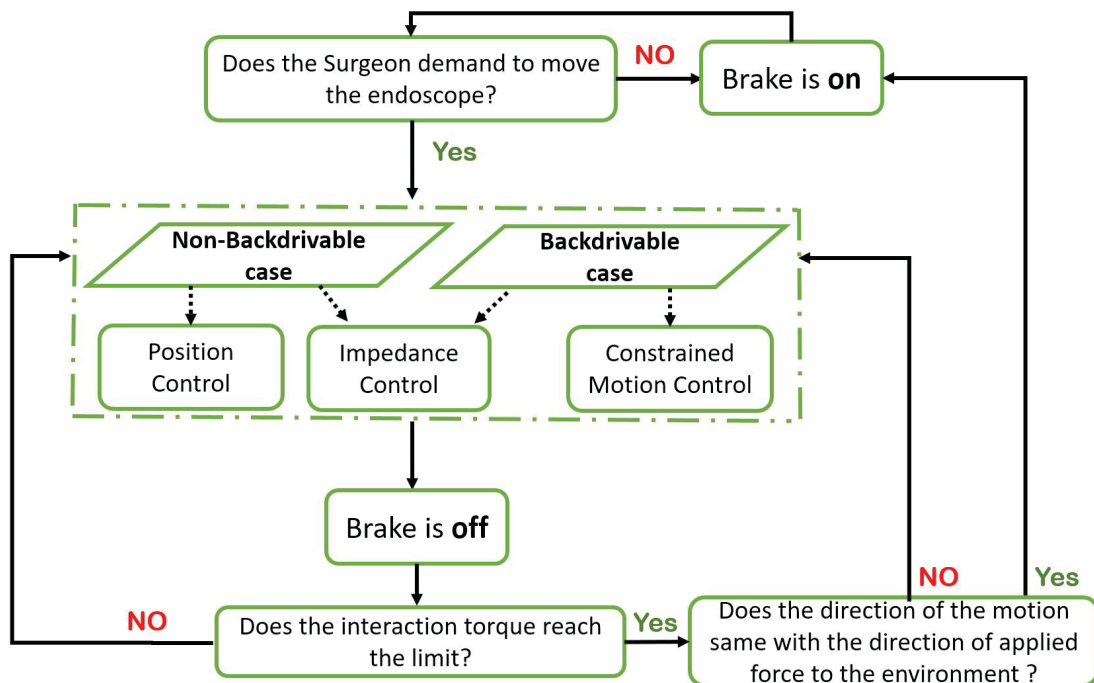 Does the Surgeon demand to move
the endoscope?
NO
Brake is on
Yes
Non-Backdrivable
case
Backdrivable
case
Position
Control
Impedance
Control
Constrained
Motion Control
Brake is off
NO
Does the interaction torque reach
the limit?
Yes
NO
Yes
Does the direction of the motion
same with the direction of applied
force to the environment ?